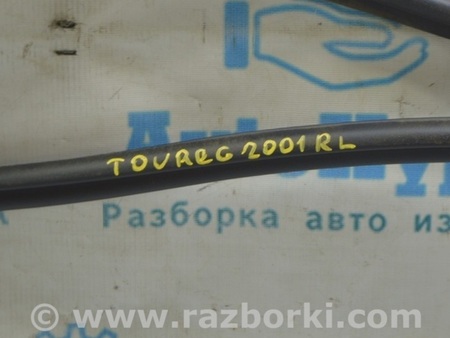 TOUReG 2001 RL
Разборка авто из
© www.razborki.com